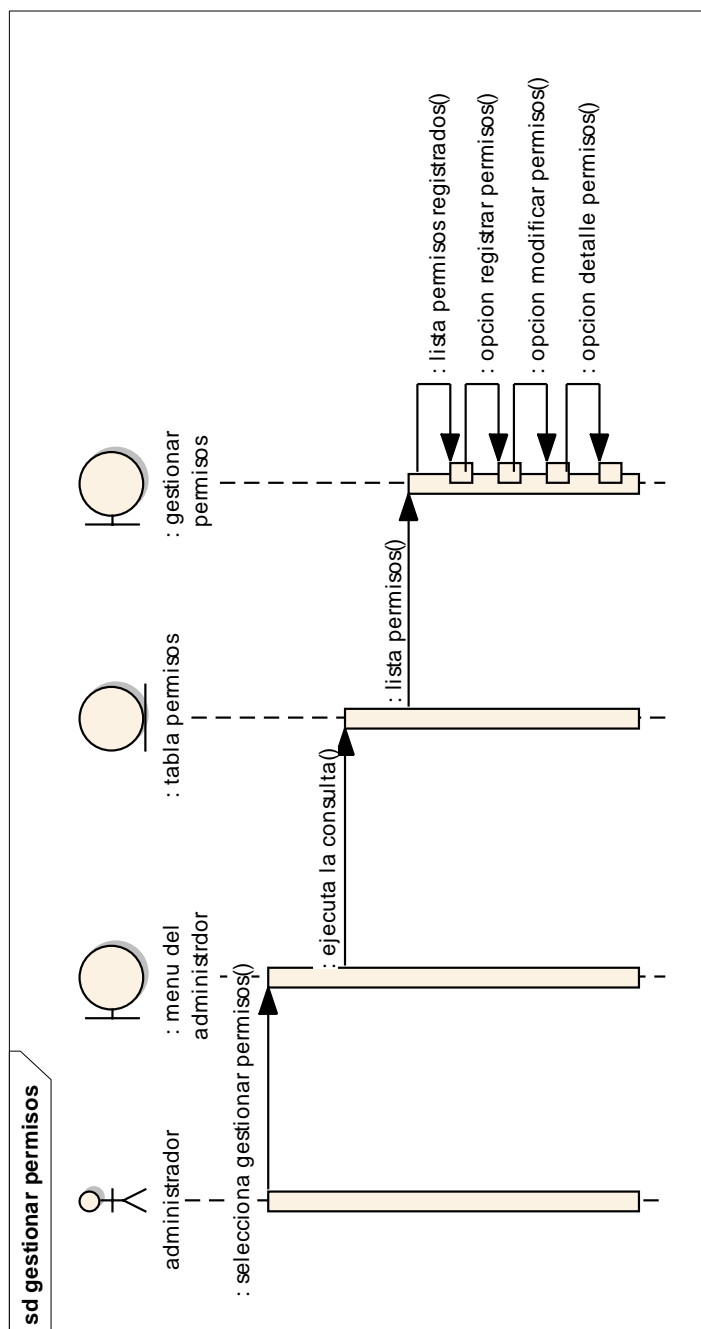 sd gestionar permisos
administrador
: menu del
administrdor
: tabla permisos
: gestionar
permisos
: selecciona gestionar permisos()
: ejecuta la consulta()
: lista permisos()
: lista permisos registrados()
: opcion registrar permisos()
: opcion modificar permisos()
: opcion detalle permisos()